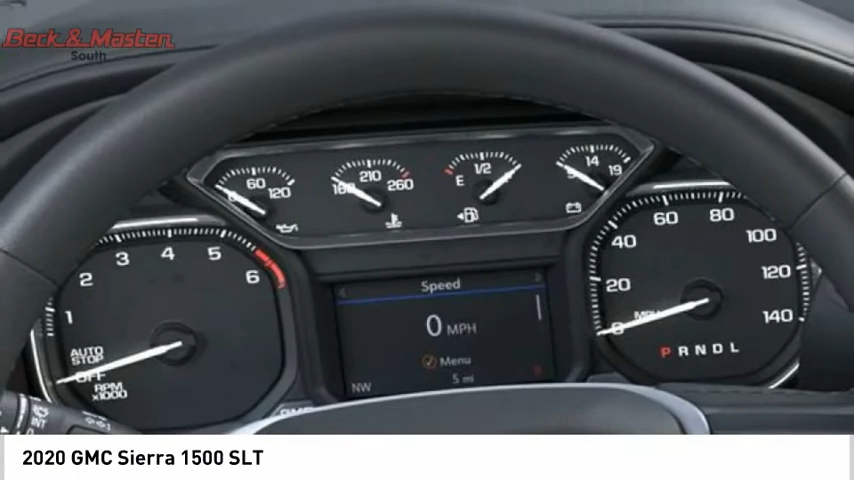 Beck & Masten
South
60
120
180
210
260
E
1/2
9
14
19
1
2
3
4
5
6
AUTO
STOP
OFF
RPM
x1000
Speed
0 MPH
Menu
5 mi
NW
0
20
40
60
80
100
120
140
MPH
P R N D L
2020 GMC Sierra 1500 SLT